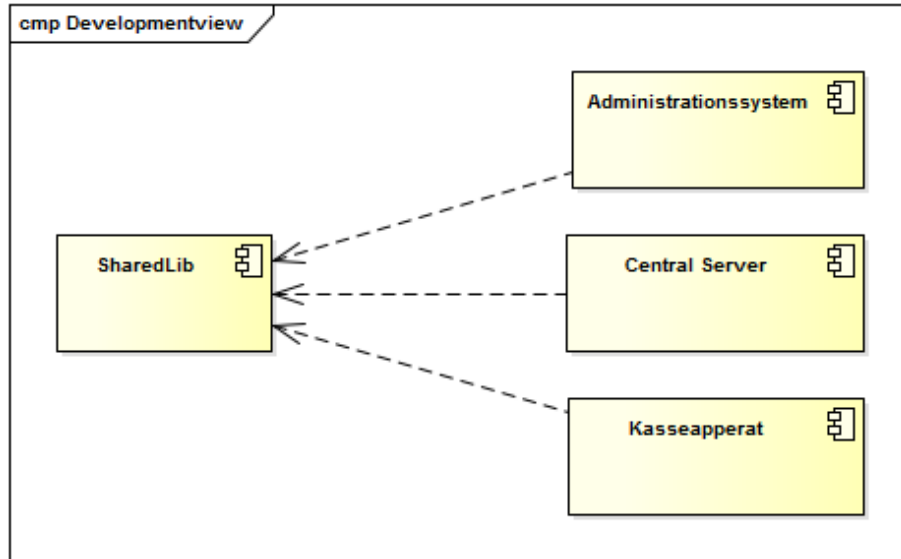 cmp Developmentview
Administrationssystem
SharedLib
Central Server
Kasseapperat